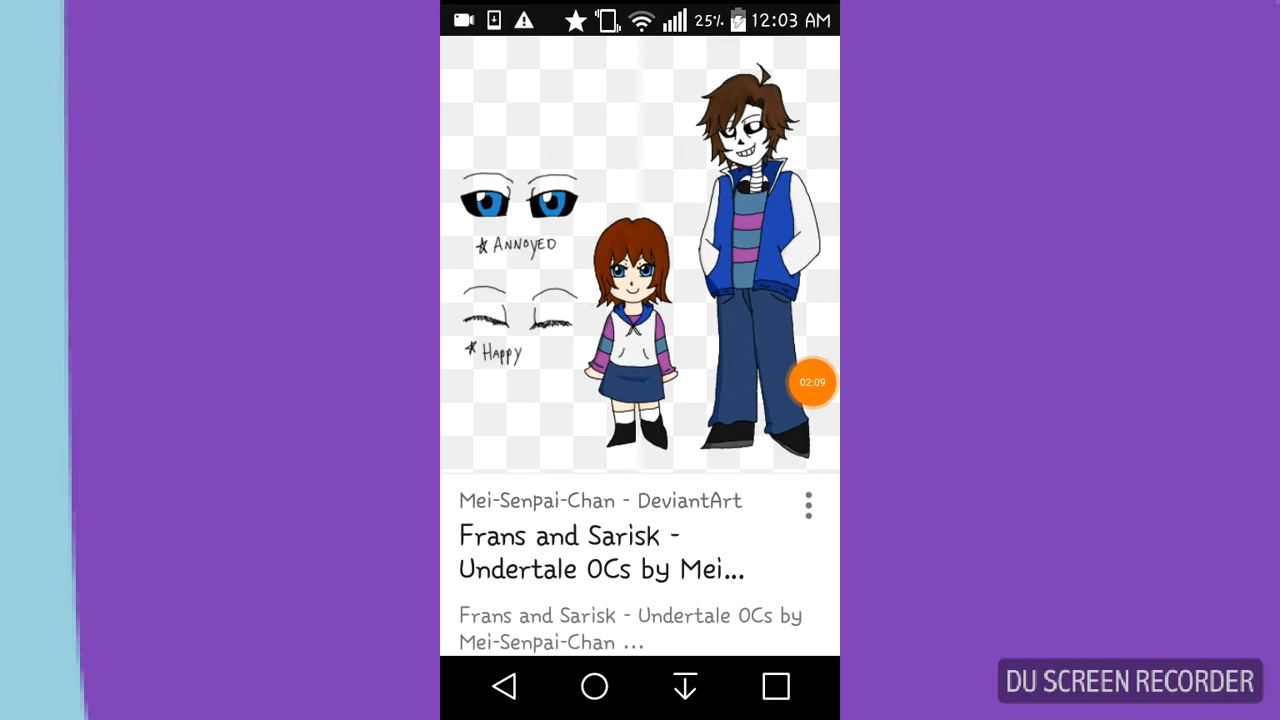 25% 12:03 AM
* ANNOYED
* HAPPY
02:09
Mei-Senpai-Chan - DeviantArt
Frans and Sarisk -
Undertale OCs by Mei...
Frans and Sarisk - Undertale OCs by
Mei-Senpai-Chan ...
DU SCREEN RECORDER